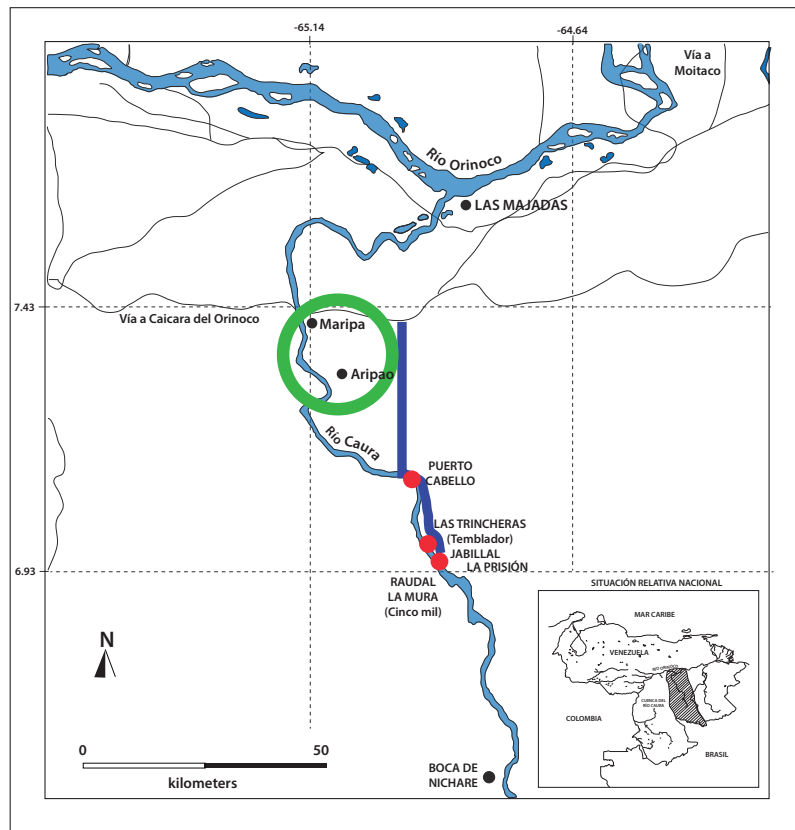 -65.14
-64.64
Vía a
Moitaco
Río Orinoco
LAS MAJADAS
7.43
Vía a Caicara del Orinoco
Maripa
Aripao
Río Caura
PUERTO
CABELLO
LAS TRINCHERAS
(Temblador)
JABILLAL
LA PRISIÓN
6.93
RAUDAL
LA MURA
(Cinco mil)
N
0
50
kilometers
BOCA DE
NICHARE
SITUACIÓN RELATIVA NACIONAL
MAR CARIBE
VENEZUELA
RÍO ORINOCO
CUENCA DEL
RÍO CAURA
COLOMBIA
BRASIL